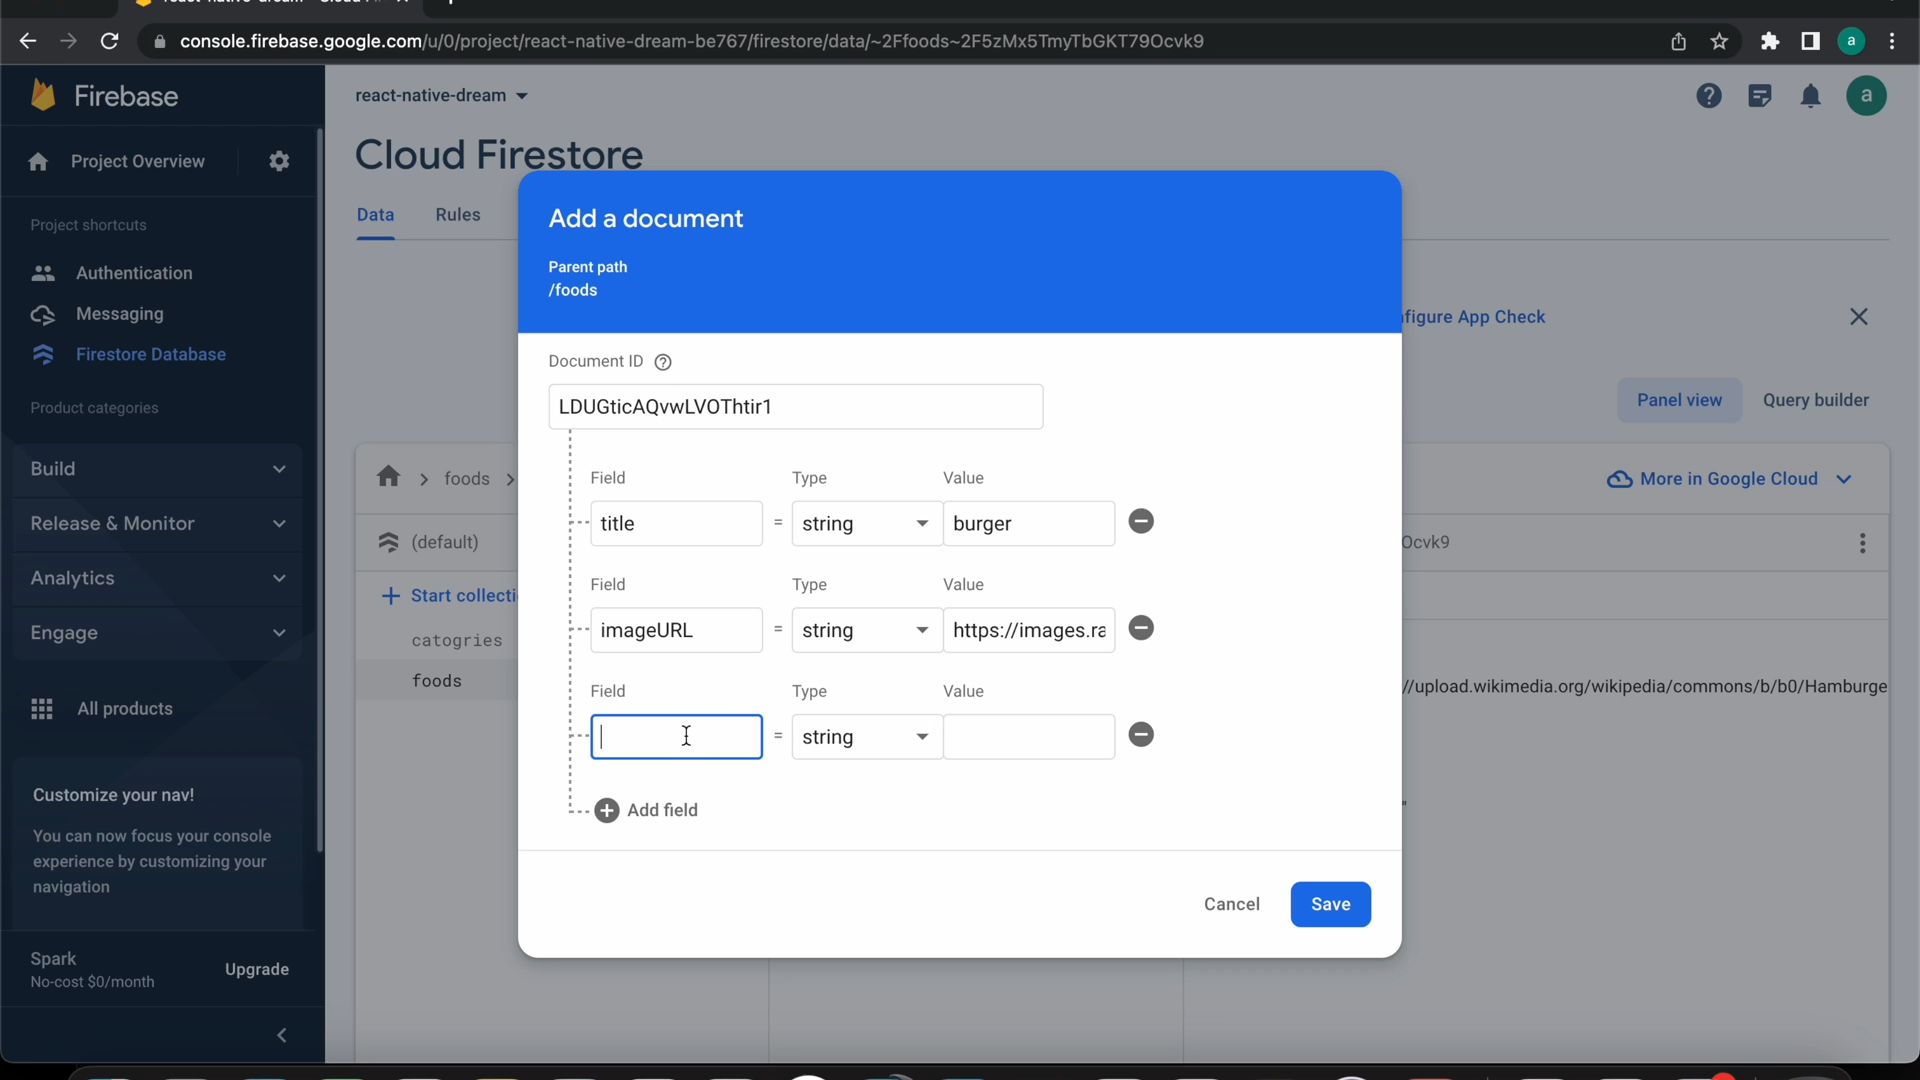 console.firebase.google.com/u/0/project/react-native-dream-be767/firestore/data/~2Ffoods~2F5zMx5TmyTbGKT79Ocvk9
a
Firebase
react-native-dream
a
Project Overview
Cloud Firestore
Data
Rules
Project shortcuts
Authentication
Messaging
Firestore Database
Product categories
Build
Release & Monitor
Analytics
Engage
All products
Customize your nav!
You can now focus your console
experience by customizing your
navigation
Spark
No-cost $0/month
Upgrade
Add a document
Parent path
/foods
Document ID
LDUGticAQvwLVOThtir1
Field Type Value
title = string burger
Field Type Value
imageURL = string https://images.ra
Field Type Value
= string
Add field
Cancel
Save
figure App Check
Panel view
Query builder
foods
More in Google Cloud
(default)
Ocvk9
Start collecti
catogries
foods
//upload.wikimedia.org/wikipedia/commons/b/b0/Hamburge
"